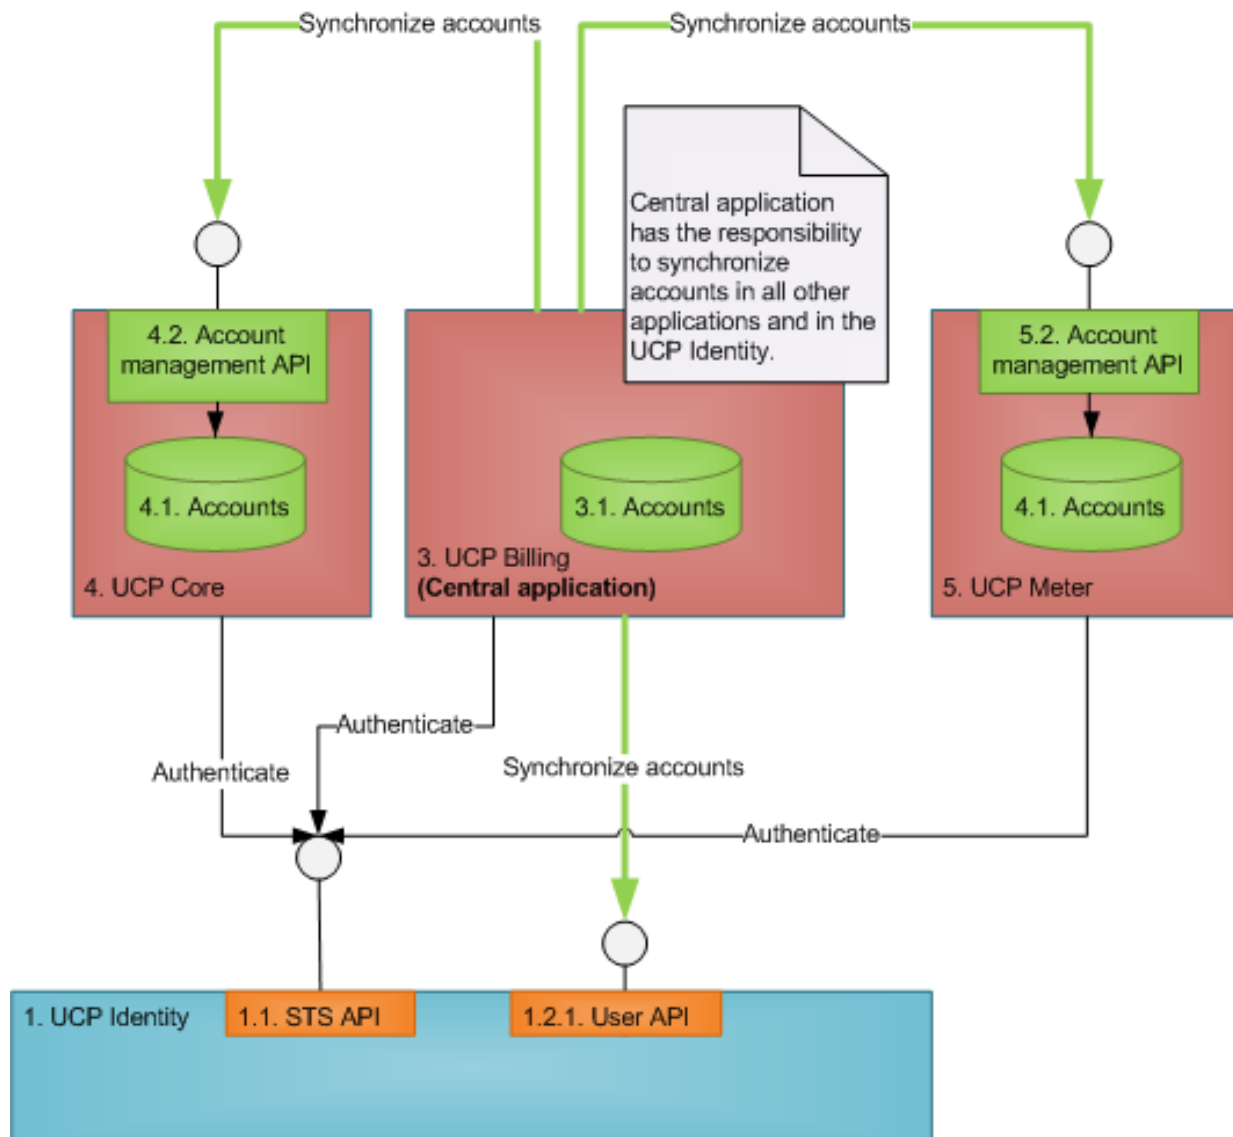 Synchronize accounts
Synchronize accounts
Central application
has the responsibility
to synchronize
accounts in all other
applications and in the
UCP Identity.
4.2. Account
management API
4.1. Accounts
4. UCP Core
3.1. Accounts
3. UCP Billing
(Central application)
5.2. Account
management API
4.1. Accounts
5. UCP Meter
Authenticate
Authenticate
Synchronize accounts
Authenticate
1. UCP Identity
1.1. STS API
1.2.1. User API